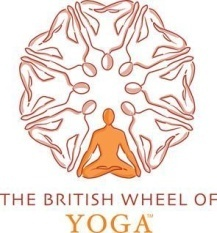 THE BRITISH WHEEL OF
YOGA™